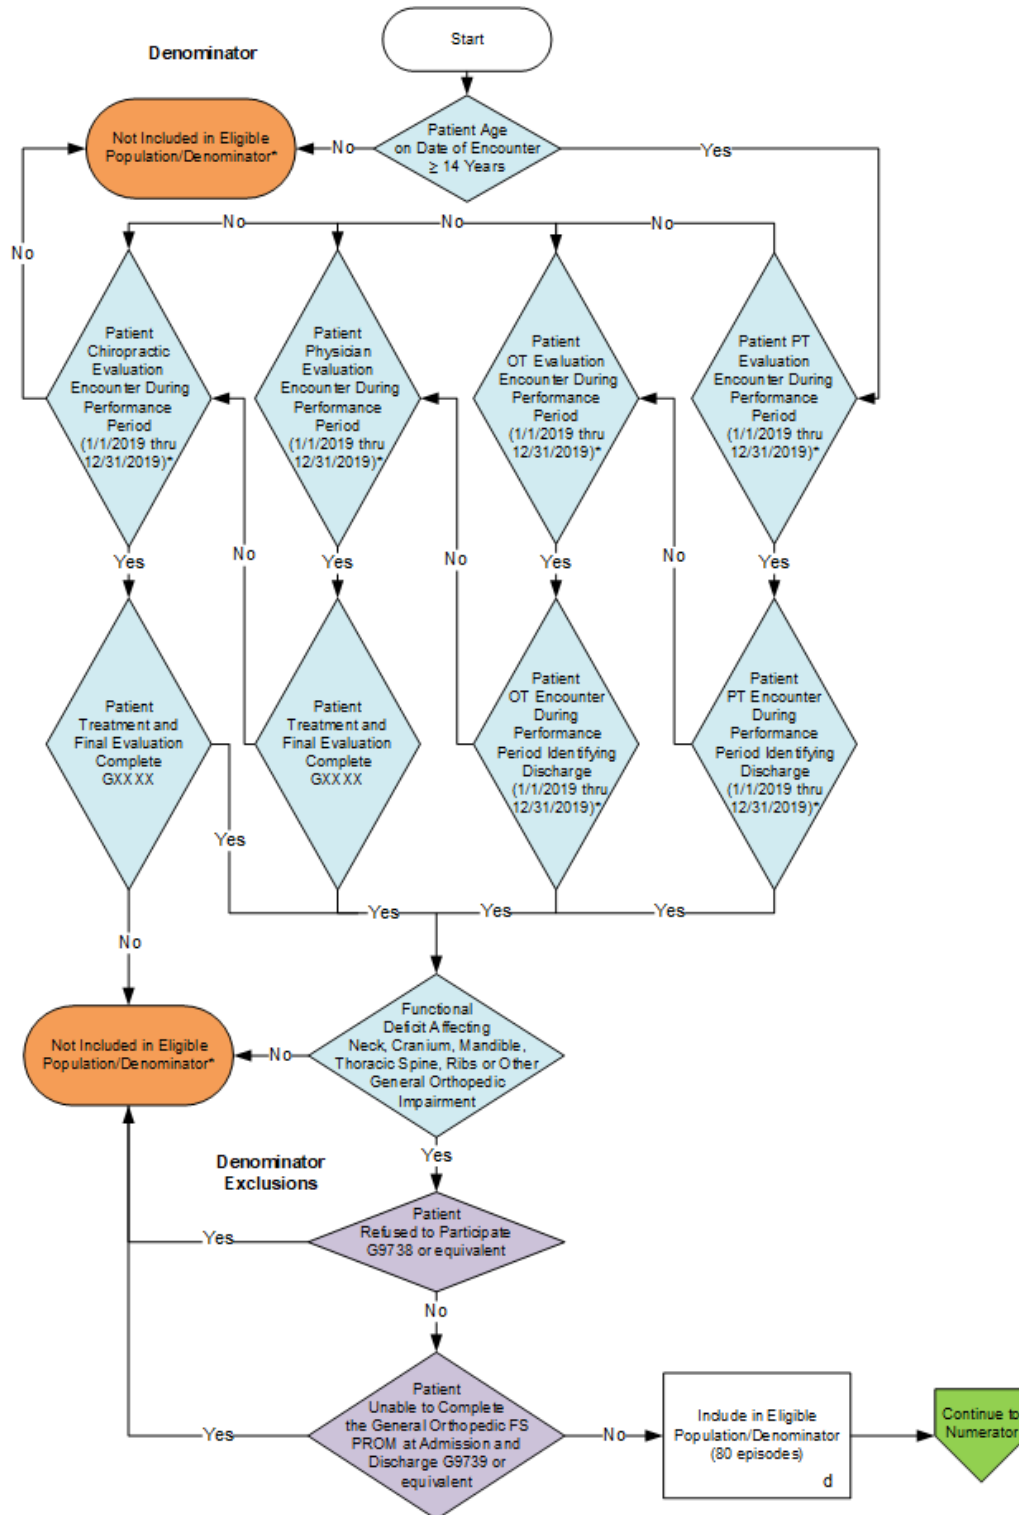 Start
Denominator
Patient Age
on Date of Encounter
≥ 14 Years
No
Yes
Not Included in Eligible
Population/Denominator*
No
No
No
No
No
Patient
Chiropractic
Evaluation
Encounter During
Performance
Period
(1/1/2019 thru
12/31/2019)*
Patient
Physician
Evaluation
Encounter During
Performance
Period
(1/1/2019 thru
12/31/2019)*
Patient
OT Evaluation
Encounter During
Performance
Period
(1/1/2019 thru
12/31/2019)*
Patient PT
Evaluation
Encounter During
Performance
Period
(1/1/2019 thru
12/31/2019)*
Yes
No
Yes
No
Yes
No
Yes
Patient
Treatment and
Final Evaluation
Complete
GXXXX
Patient
Treatment and
Final Evaluation
Complete
GXXXX
Patient
OT Encounter
During
Performance
Period Identifying
Discharge
(1/1/2019 thru
12/31/2019)*
Patient
PT Encounter
During
Performance
Period Identifying
Discharge
(1/1/2019 thru
12/31/2019)*
Yes
Yes
Yes
Yes
No
Functional
Deficit Affecting
Neck, Cranium, Mandible,
Thoracic Spine, Ribs or Other
General Orthopedic
Impairment
No
Not Included in Eligible
Population/Denominator*
Yes
Denominator
Exclusions
Patient
Refused to Participate
G9738 or equivalent
Yes
No
Patient
Unable to Complete
the General Orthopedic FS
PROM at Admission and
Discharge G9739 or
equivalent
Yes
No
Include in Eligible
Population/Denominator
(80 episodes)
d
Continue to
Numerator